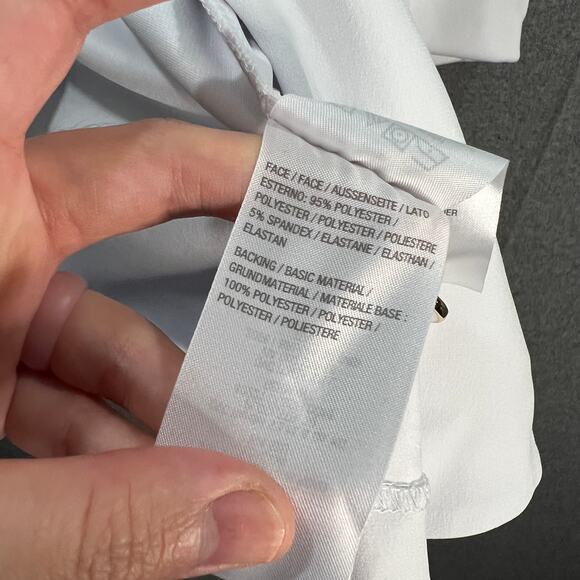 FACE / FACE / AUSSENSEITE / LATO
ESTERNO: 95% POLYESTER /
POLYESTER / POLYESTER / POLIESTERE
5% SPANDEX / ELASTANE / ELASTHAN /
ELASTAN
BACKING / BASIC MATERIAL /
GRUNDMATERIAL / MATERIALE BASE :
100% POLYESTER / POLYESTER /
POLYESTER / POLIESTERE